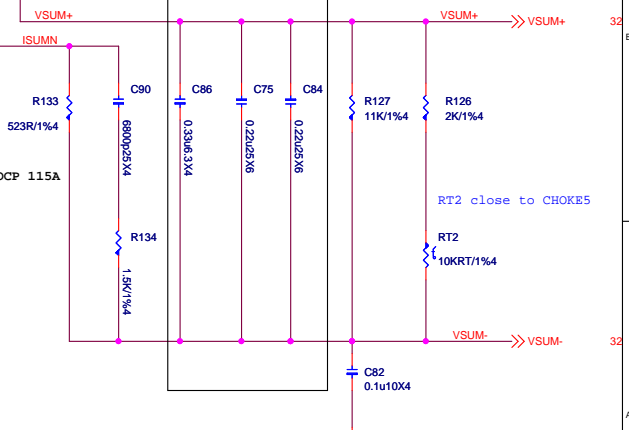 VSUM+
VSUM+
VSUM+
32
ISUMN
C90
C86
C75
C84
R133
523R/1%4
6800p25X4
0.33u6.3X4
0.22u25X6
0.22u25X6
R127
11K/1%4
R126
2K/1%4
OCP 115A
RT2 close to CHOKE5
R134
1.5K/1%4
RT2
10KRT/1%4
VSUM-
VSUM-
32
C82
0.1u10X4
A